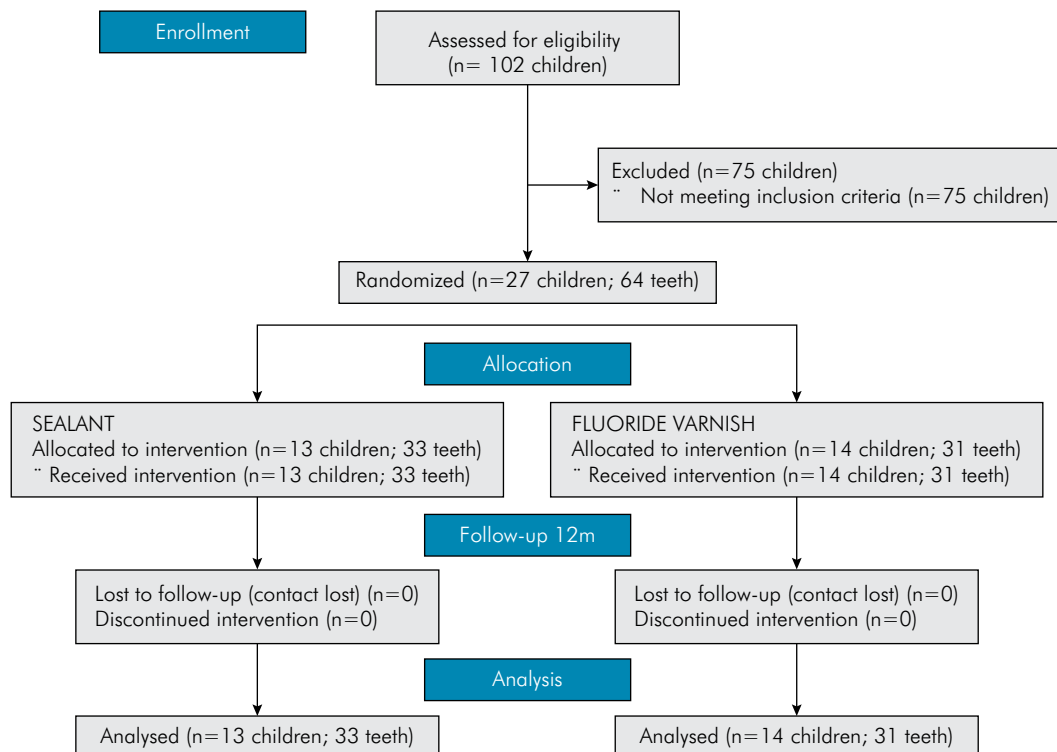 Enrollment
Assessed for eligibility
(n= 102 children)
Excluded (n=75 children)
¨ Not meeting inclusion criteria (n=75 children)
Randomized (n=27 children; 64 teeth)
Allocation
SEALANT
Allocated to intervention (n=13 children; 33 teeth)
¨ Received intervention (n=13 children; 33 teeth)
FLUORIDE VARNISH
Allocated to intervention (n=14 children; 31 teeth)
¨ Received intervention (n=14 children; 31 teeth)
Follow-up 12m
Lost to follow-up (contact lost) (n=0)
Discontinued intervention (n=0)
Lost to follow-up (contact lost) (n=0)
Discontinued intervention (n=0)
Analysis
Analysed (n=13 children; 33 teeth)
Analysed (n=14 children; 31 teeth)